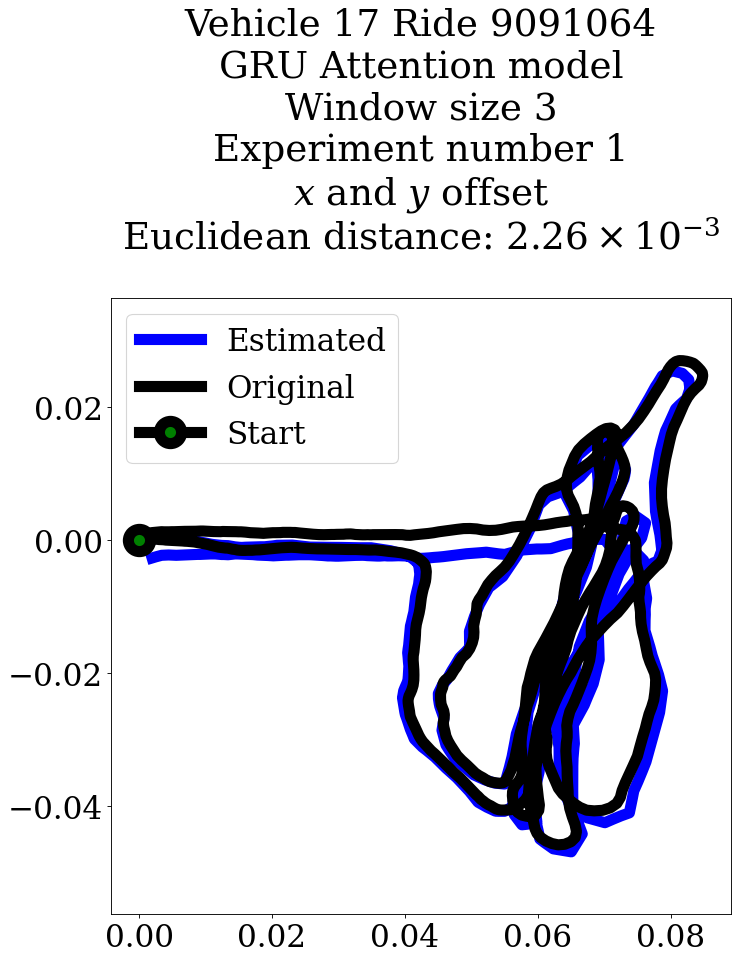 Vehicle 17 Ride 9091064
GRU Attention model
Window size 3
Experiment number 1
x and y offset
Euclidean distance: 2.26 × 10⁻³
Estimated
Original
Start
0.02
0.00
−0.02
−0.04
0.00 0.02 0.04 0.06 0.08